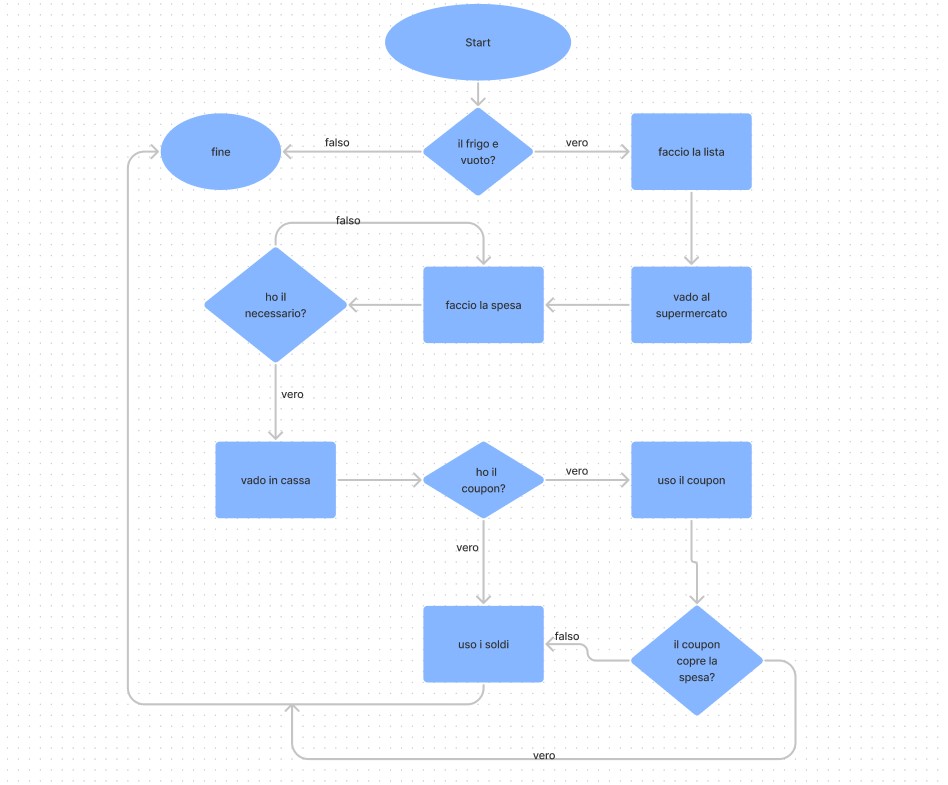 Start
il frigo e
vuoto?
falso
vero
fine
faccio la lista
falso
ho il
necessario?
faccio la spesa
vado al
supermercato
vero
vado in cassa
ho il
coupon?
vero
uso il coupon
vero
uso i soldi
falso
il coupon
copre la
spesa?
vero